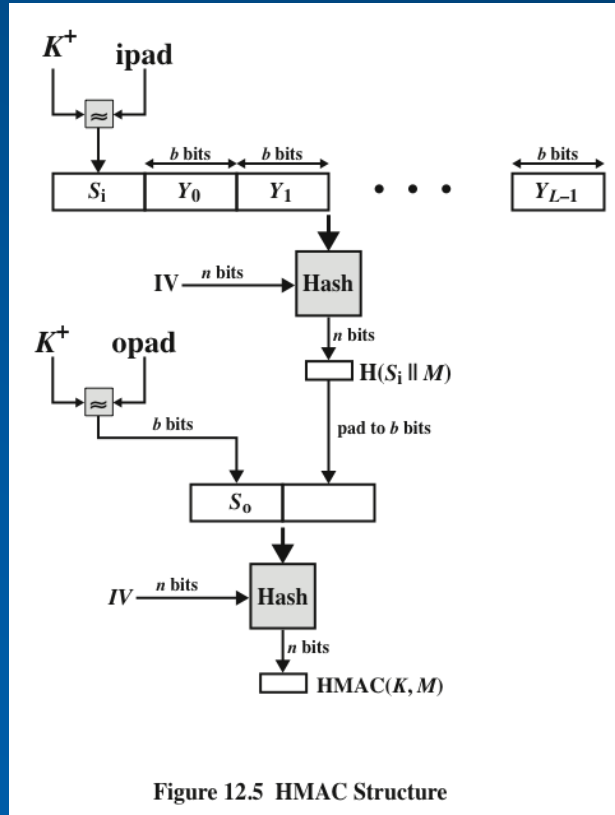 K+ ipad
≈
b bits b bits b bits
Si Y0 Y1 • • • YL–1
IV n bits Hash
n bits
K+ opad
H(Si || M)
≈
b bits pad to b bits
So
IV n bits Hash
n bits
HMAC(K, M)
Figure 12.5 HMAC Structure